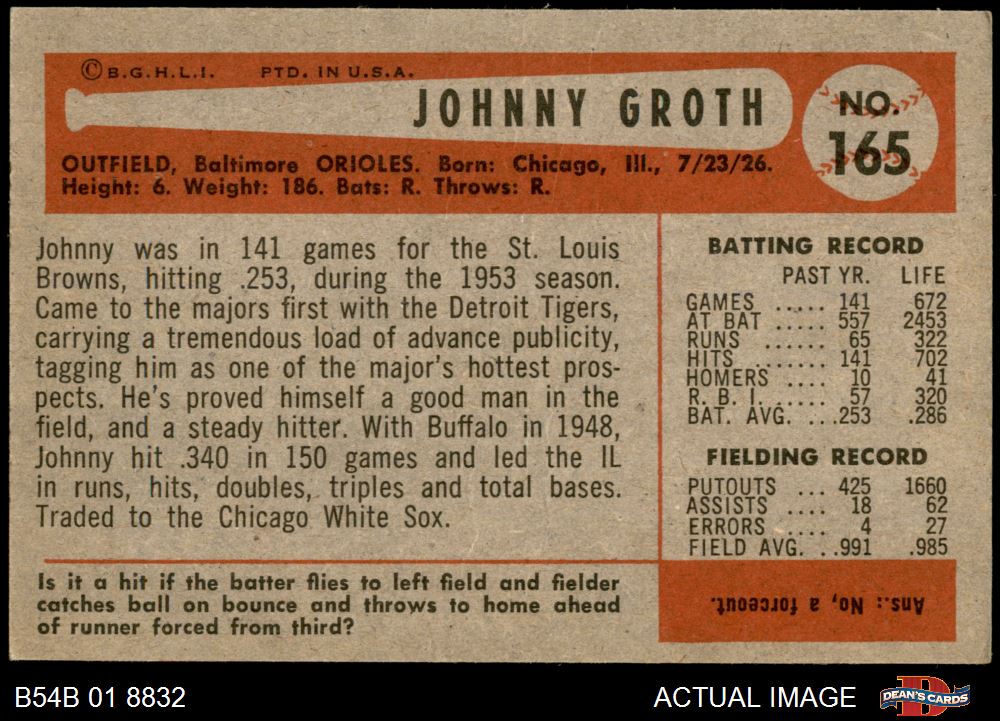 © B.G.H.L.I. PTD. IN U.S.A.
JOHNNY GROTH
NO.
165
OUTFIELD, Baltimore ORIOLES. Born: Chicago, Ill., 7/23/26.
Height: 6. Weight: 186. Bats: R. Throws: R.
Johnny was in 141 games for the St. Louis
Browns, hitting .253, during the 1953 season.
Came to the majors first with the Detroit Tigers,
carrying a tremendous load of advance publicity,
tagging him as one of the major's hottest pros-
pects. He's proved himself a good man in the
field, and a steady hitter. With Buffalo in 1948,
Johnny hit .340 in 150 games and led the IL
in runs, hits, doubles, triples and total bases.
Traded to the Chicago White Sox.
BATTING RECORD
PAST YR. LIFE
GAMES ..... 141 672
AT BAT ..... 557 2453
RUNS ...... 65 322
HITS ...... 141 702
HOMERS .... 10 41
R. B. I. ..... 57 320
BAT. AVG. ...253 .286
FIELDING RECORD
PUTOUTS ... 425 1660
ASSISTS .... 18 62
ERRORS .... 4 27
FIELD AVG. ..991 .985
Is it a hit if the batter flies to left field and fielder
catches ball on bounce and throws to home ahead
of runner forced from third?
Ans.: No, a forceout.
B54B 01 8832
ACTUAL IMAGE
D
DEAN'S CARDS